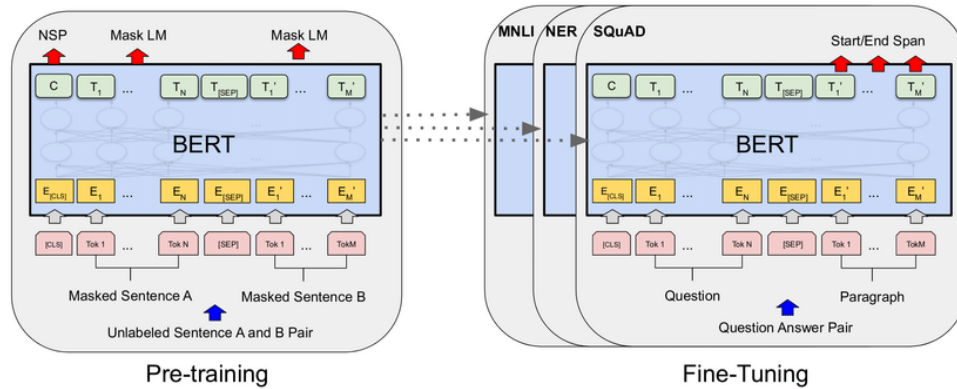 NSP Mask LM Mask LM
C T1 ... TN T[SEP] T1' ... TM'
BERT
E[CLS] E1 ... EN E[SEP] E1' ... EM'
[CLS] Tok 1 ... Tok N [SEP] Tok 1 ... TokM
Masked Sentence A Masked Sentence B
Unlabeled Sentence A and B Pair
Pre-training
MNLI NER SQuAD
Start/End Span
C T1 ... TN T[SEP] T1' ... TM'
BERT
E[CLS] E1 ... EN E[SEP] E1' ... EM'
[CLS] Tok 1 ... Tok N [SEP] Tok 1 ... TokM
Question Paragraph
Question Answer Pair
Fine-Tuning